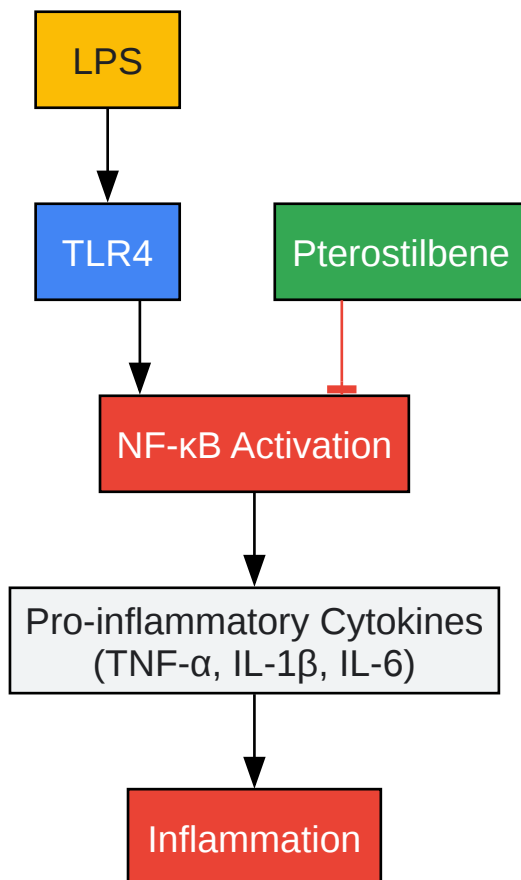 LPS
TLR4
Pterostilbene
NF-κB Activation
Pro-inflammatory Cytokines
(TNF-α, IL-1β, IL-6)
Inflammation